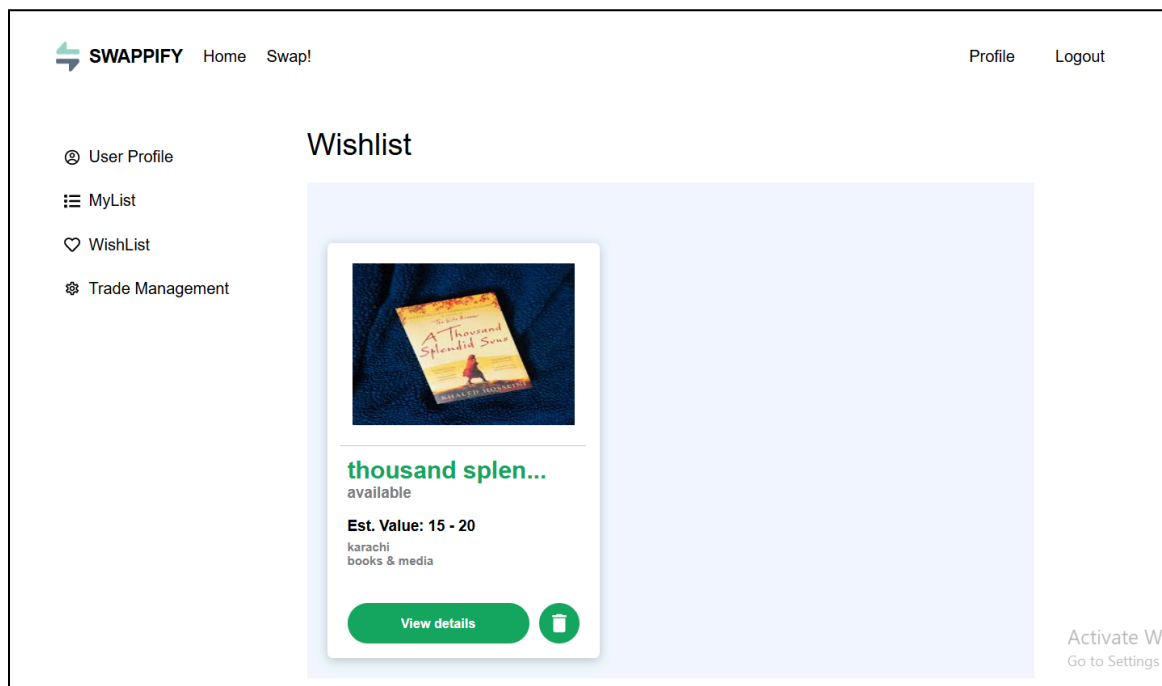 SWAPPIFY Home Swap! Profile Logout
Wishlist
User Profile
MyList
WishList
Trade Management
The Kite Runner
A Thousand
Splendid Suns
KHALED HOSSEINI
thousand splen...
available
Est. Value: 15 - 20
karachi
books & media
View details
Activate W
Go to Settings